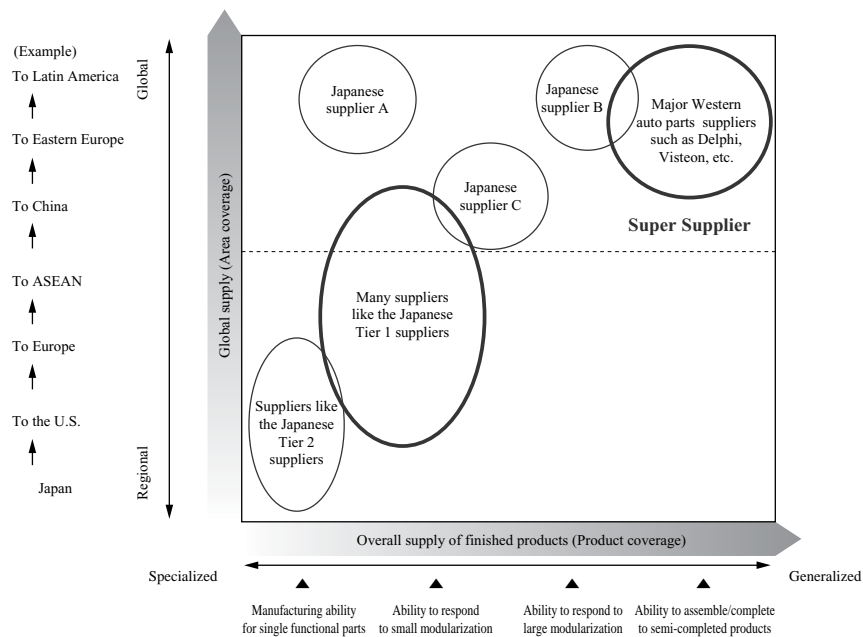 (Example)
To Latin America
To Eastern Europe
To China
To ASEAN
To Europe
To the U.S.
Japan
Global
Regional
Global supply (Area coverage)
Japanese
supplier A
Japanese
supplier B
Major Western
auto parts suppliers
such as Delphi,
Visteon, etc.
Japanese
supplier C
Super Supplier
Many suppliers
like the Japanese
Tier 1 suppliers
Suppliers like
the Japanese
Tier 2
suppliers
Overall supply of finished products (Product coverage)
Specialized
Generalized
Manufacturing ability
for single functional parts
Ability to respond
to small modularization
Ability to respond to
large modularization
Ability to assemble/complete
to semi-completed products